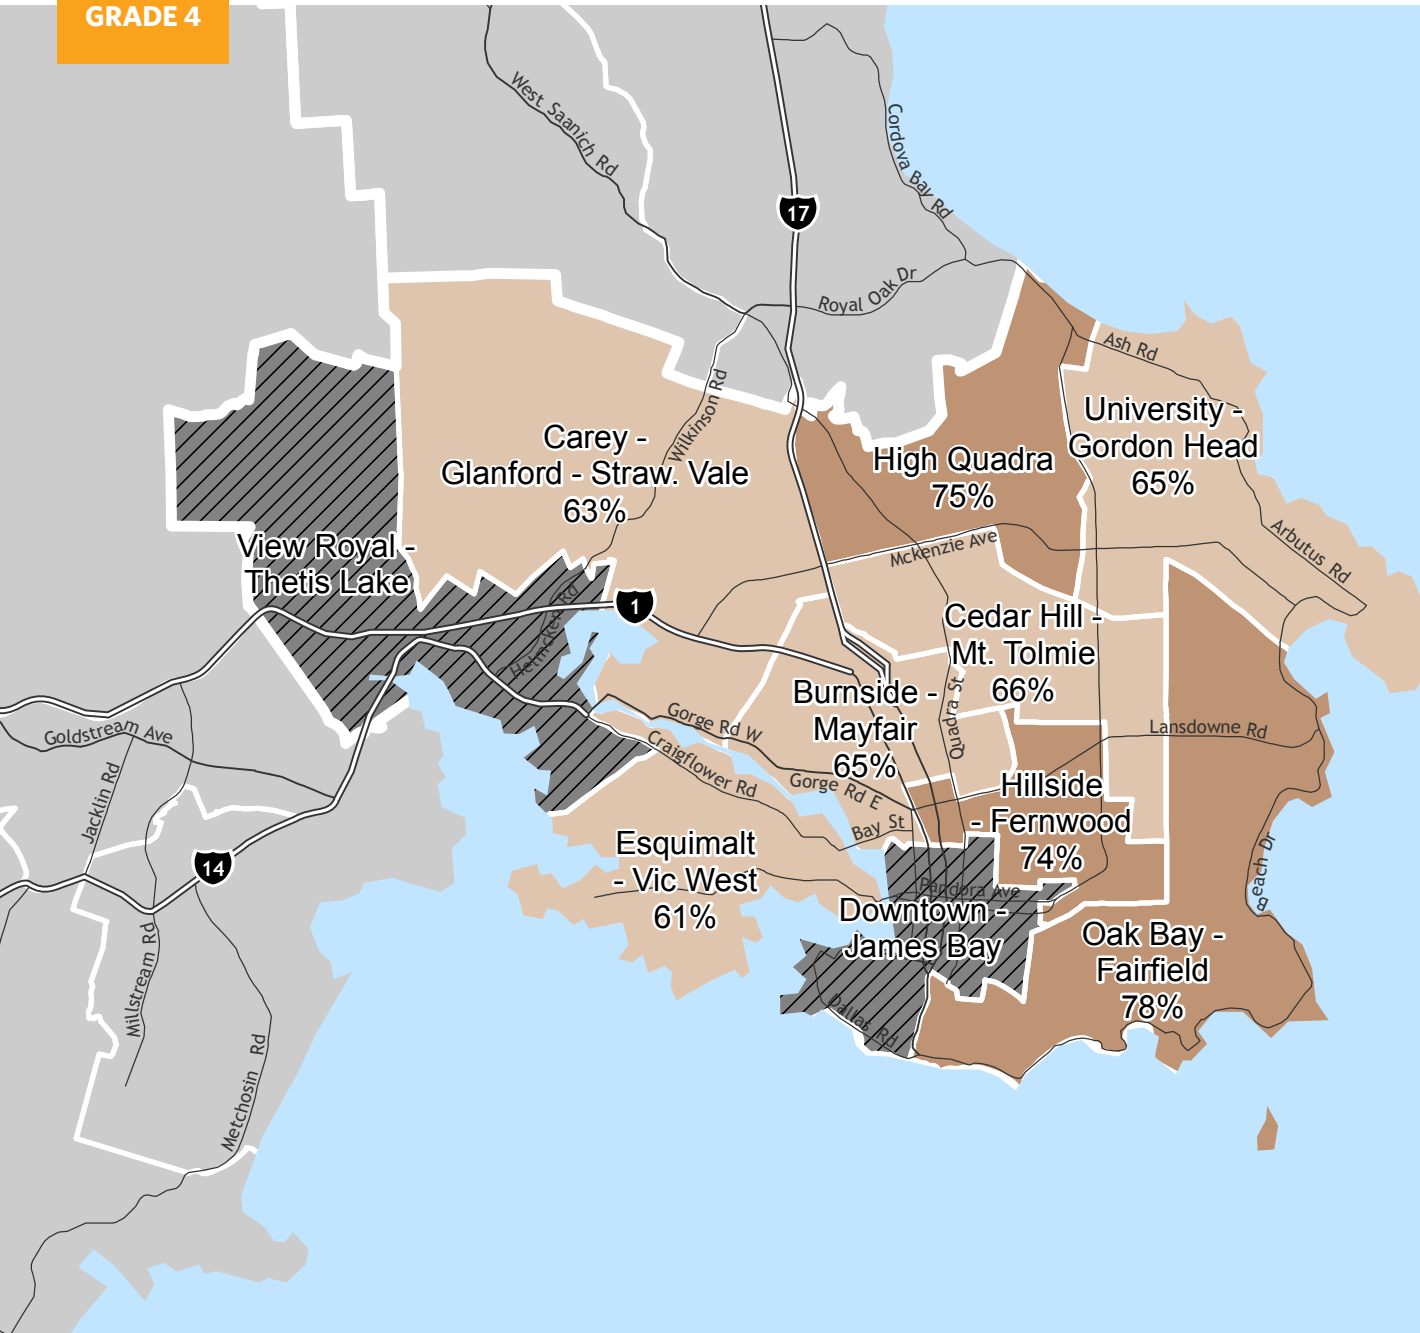 GRADE 4
West Saanich Rd
Cordova Bay Rd
17
Royal Oak Dr
Ash Rd
Wilkinson Rd
University -
Gordon Head
65%
Carey -
Glanford - Straw. Vale
63%
High Quadra
75%
Arbutus Rd
Mckenzie Ave
View Royal -
Thetis Lake
Helmcken Rd
1
Cedar Hill -
Mt. Tolmie
66%
Burnside -
Mayfair
65%
Quadra St
Gorge Rd W
Lansdowne Rd
Goldstream Ave
Craigflower Rd
Gorge Rd E
Jacklin Rd
Hillside
- Fernwood
74%
Bay St
Esquimalt
- Vic West
61%
14
Beach Dr
Pandora Ave
Downtown -
James Bay
Oak Bay -
Fairfield
78%
Millstream Rd
Dallas Rd
Metchosin Rd